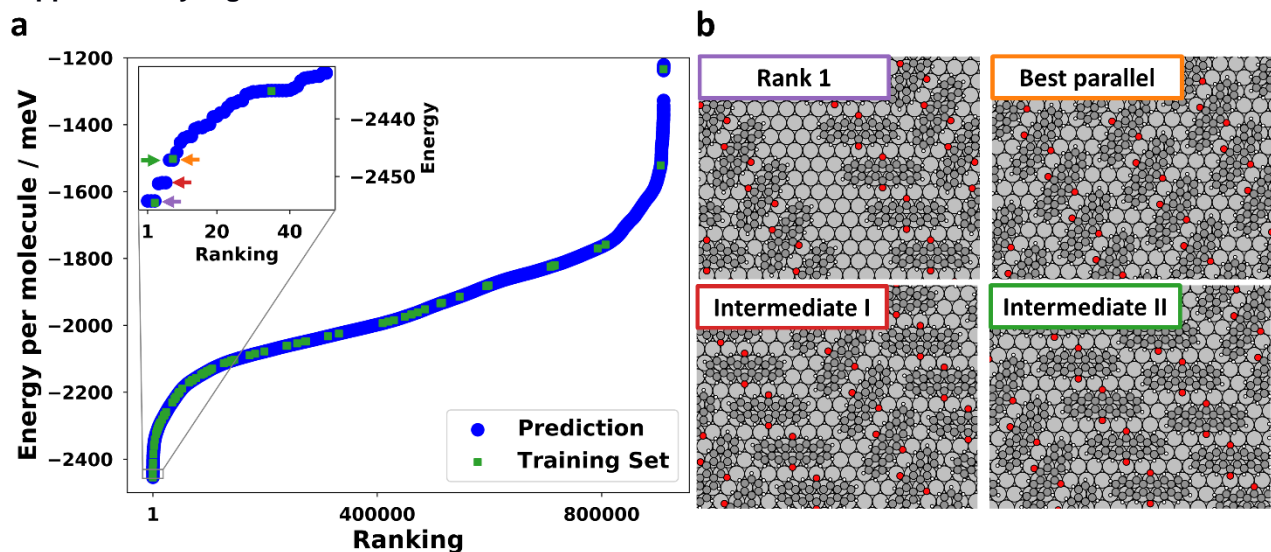 a
b
−1200
−1400
−1600
−1800
−2000
−2200
−2400
Energy per molecule / meV
−2440
−2450
Energy
1 20 40
Ranking
Prediction
Training Set
1 400000 800000
Ranking
Rank 1
Best parallel
Intermediate I
Intermediate II